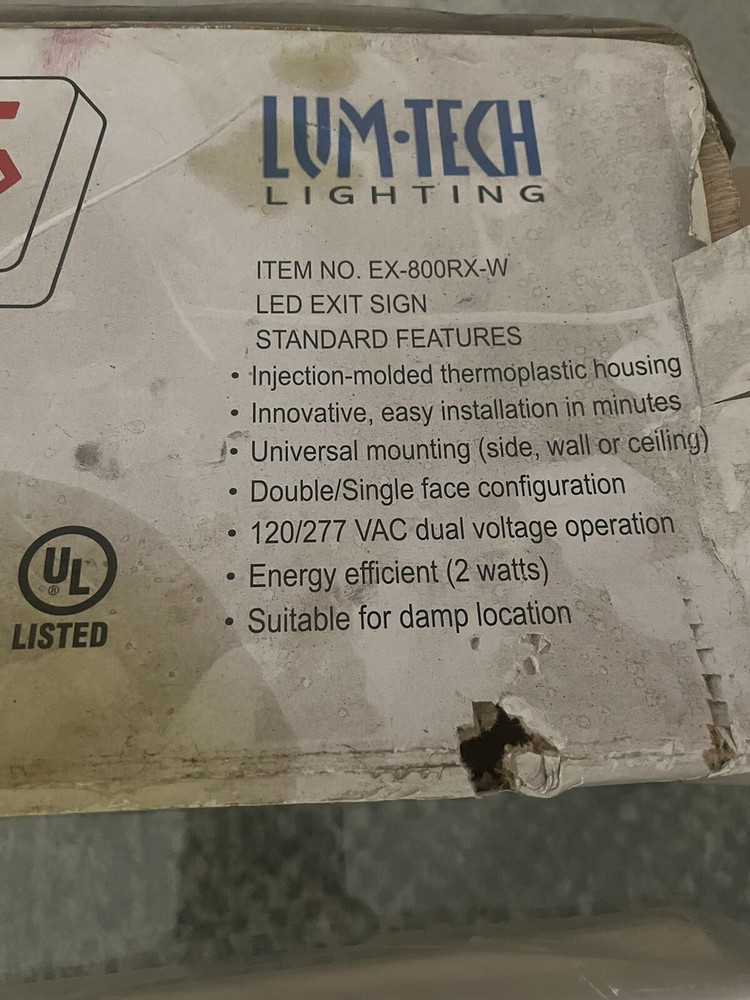 LUM·TECH
LIGHTING
ITEM NO. EX-800RX-W
LED EXIT SIGN
STANDARD FEATURES
• Injection-molded thermoplastic housing
• Innovative, easy installation in minutes
• Universal mounting (side, wall or ceiling)
• Double/Single face configuration
• 120/277 VAC dual voltage operation
• Energy efficient (2 watts)
• Suitable for damp location
UL ®
LISTED